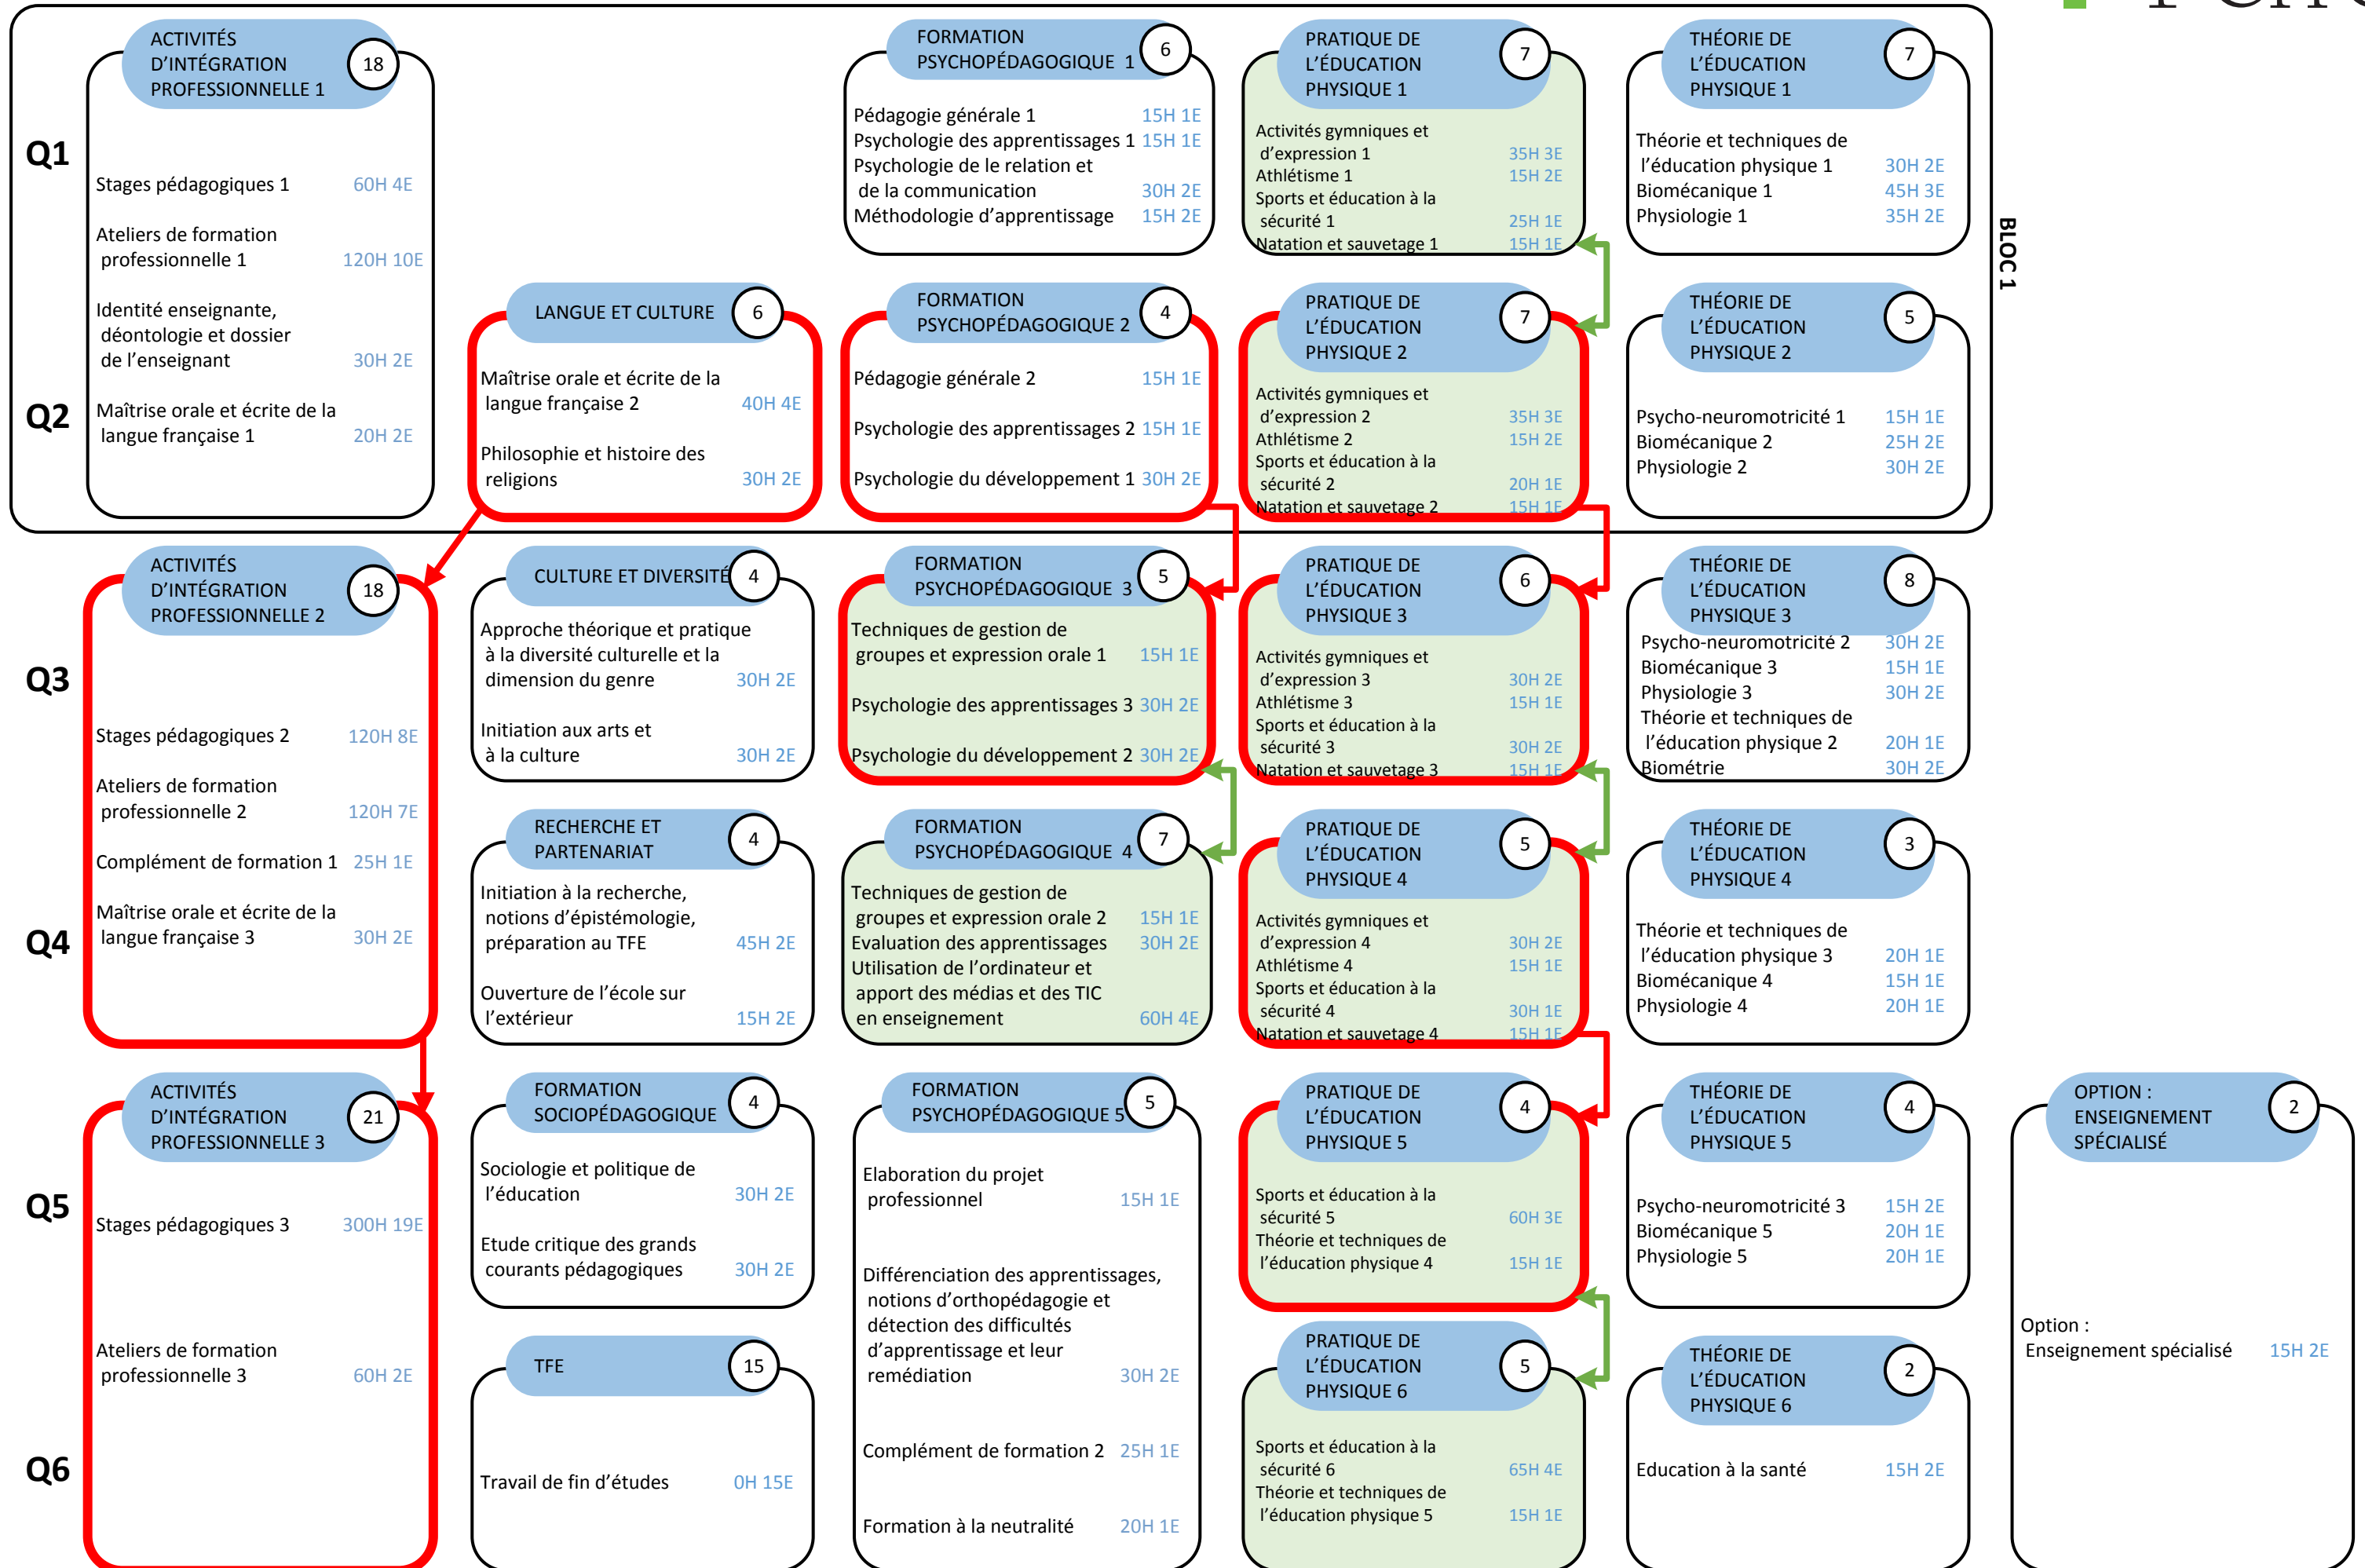 ACTIVITÉS
D'INTÉGRATION
PROFESSIONNELLE 1
18
Stages pédagogiques 1 60H 4E
Ateliers de formation
professionnelle 1 120H 10E
Identité enseignante,
déontologie et dossier
de l'enseignant 30H 2E
Maîtrise orale et écrite de la
langue française 1 20H 2E
Q1
Q2
FORMATION
PSYCHOPÉDAGOGIQUE 1
6
Pédagogie générale 1 15H 1E
Psychologie des apprentissages 1 15H 1E
Psychologie de le relation et
de la communication 30H 2E
Méthodologie d'apprentissage 15H 2E
PRATIQUE DE
L'ÉDUCATION
PHYSIQUE 1
7
Activités gymniques et
d'expression 1 35H 3E
Athlétisme 1 15H 2E
Sports et éducation à la
sécurité 1 25H 1E
Natation et sauvetage 1 15H 1E
THÉORIE DE
L'ÉDUCATION
PHYSIQUE 1
7
Théorie et techniques de
l'éducation physique 1 30H 2E
Biomécanique 1 45H 3E
Physiologie 1 35H 2E
BLOC 1
LANGUE ET CULTURE
6
Maîtrise orale et écrite de la
langue française 2 40H 4E
Philosophie et histoire des
religions 30H 2E
FORMATION
PSYCHOPÉDAGOGIQUE 2
4
Pédagogie générale 2 15H 1E
Psychologie des apprentissages 2 15H 1E
Psychologie du développement 1 30H 2E
PRATIQUE DE
L'ÉDUCATION
PHYSIQUE 2
7
Activités gymniques et
d'expression 2 35H 3E
Athlétisme 2 15H 2E
Sports et éducation à la
sécurité 2 20H 1E
Natation et sauvetage 2 15H 1E
THÉORIE DE
L'ÉDUCATION
PHYSIQUE 2
5
Psycho-neuromotricité 1 15H 1E
Biomécanique 2 25H 2E
Physiologie 2 30H 2E
ACTIVITÉS
D'INTÉGRATION
PROFESSIONNELLE 2
18
Stages pédagogiques 2 120H 8E
Ateliers de formation
professionnelle 2 120H 7E
Complément de formation 1 25H 1E
Maîtrise orale et écrite de la
langue française 3 30H 2E
Q3
Q4
CULTURE ET DIVERSITÉ
4
Approche théorique et pratique
à la diversité culturelle et la
dimension du genre 30H 2E
Initiation aux arts et
à la culture 30H 2E
FORMATION
PSYCHOPÉDAGOGIQUE 3
5
Techniques de gestion de
groupes et expression orale 1 15H 1E
Psychologie des apprentissages 3 30H 2E
Psychologie du développement 2 30H 2E
PRATIQUE DE
L'ÉDUCATION
PHYSIQUE 3
6
Activités gymniques et
d'expression 3 30H 2E
Athlétisme 3 15H 1E
Sports et éducation à la
sécurité 3 30H 2E
Natation et sauvetage 3 15H 1E
THÉORIE DE
L'ÉDUCATION
PHYSIQUE 3
8
Psycho-neuromotricité 2 30H 2E
Biomécanique 3 15H 1E
Physiologie 3 30H 2E
Théorie et techniques de
l'éducation physique 2 20H 1E
Biométrie 30H 2E
RECHERCHE ET
PARTENARIAT
4
Initiation à la recherche,
notions d'épistémologie,
préparation au TFE 45H 2E
Ouverture de l'école sur
l'extérieur 15H 2E
FORMATION
PSYCHOPÉDAGOGIQUE 4
7
Techniques de gestion de
groupes et expression orale 2 15H 1E
Evaluation des apprentissages 30H 2E
Utilisation de l'ordinateur et
apport des médias et des TIC
en enseignement 60H 4E
PRATIQUE DE
L'ÉDUCATION
PHYSIQUE 4
5
Activités gymniques et
d'expression 4 30H 2E
Athlétisme 4 15H 1E
Sports et éducation à la
sécurité 4 30H 1E
Natation et sauvetage 4 15H 1E
THÉORIE DE
L'ÉDUCATION
PHYSIQUE 4
3
Théorie et techniques de
l'éducation physique 3 20H 1E
Biomécanique 4 15H 1E
Physiologie 4 20H 1E
ACTIVITÉS
D'INTÉGRATION
PROFESSIONNELLE 3
21
Stages pédagogiques 3 300H 19E
Ateliers de formation
professionnelle 3 60H 2E
Q5
Q6
FORMATION
SOCIOPÉDAGOGIQUE
4
Sociologie et politique de
l'éducation 30H 2E
Etude critique des grands
courants pédagogiques 30H 2E
FORMATION
PSYCHOPÉDAGOGIQUE 5
5
Elaboration du projet
professionnel 15H 1E
Différenciation des apprentissages,
notions d'orthopédagogie et
détection des difficultés
d'apprentissage et leur
remédiation 30H 2E
Complément de formation 2 25H 1E
Formation à la neutralité 20H 1E
PRATIQUE DE
L'ÉDUCATION
PHYSIQUE 5
4
Sports et éducation à la
sécurité 5 60H 3E
Théorie et techniques de
l'éducation physique 4 15H 1E
THÉORIE DE
L'ÉDUCATION
PHYSIQUE 5
4
Psycho-neuromotricité 3 15H 2E
Biomécanique 5 20H 1E
Physiologie 5 20H 1E
OPTION :
ENSEIGNEMENT
SPÉCIALISÉ
2
Option :
Enseignement spécialisé 15H 2E
TFE
15
Travail de fin d'études 0H 15E
PRATIQUE DE
L'ÉDUCATION
PHYSIQUE 6
5
Sports et éducation à la
sécurité 6 65H 4E
Théorie et techniques de
l'éducation physique 5 15H 1E
THÉORIE DE
L'ÉDUCATION
PHYSIQUE 6
2
Education à la santé 15H 2E